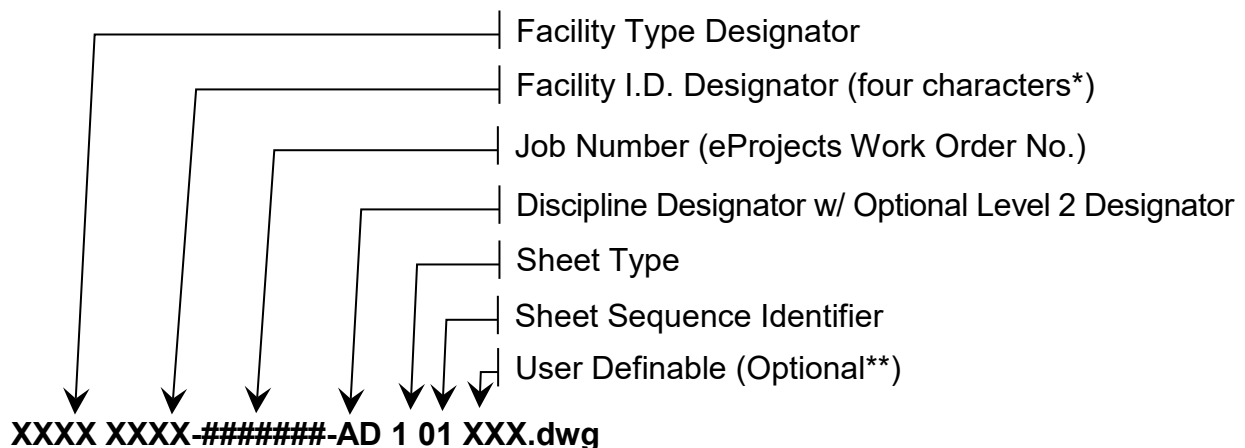 Facility Type Designator
Facility I.D. Designator (four characters*)
Job Number (eProjects Work Order No.)
Discipline Designator w/ Optional Level 2 Designator
Sheet Type
Sheet Sequence Identifier
User Definable (Optional**)
XXXX XXXX-#######-AD 1 01 XXX.dwg